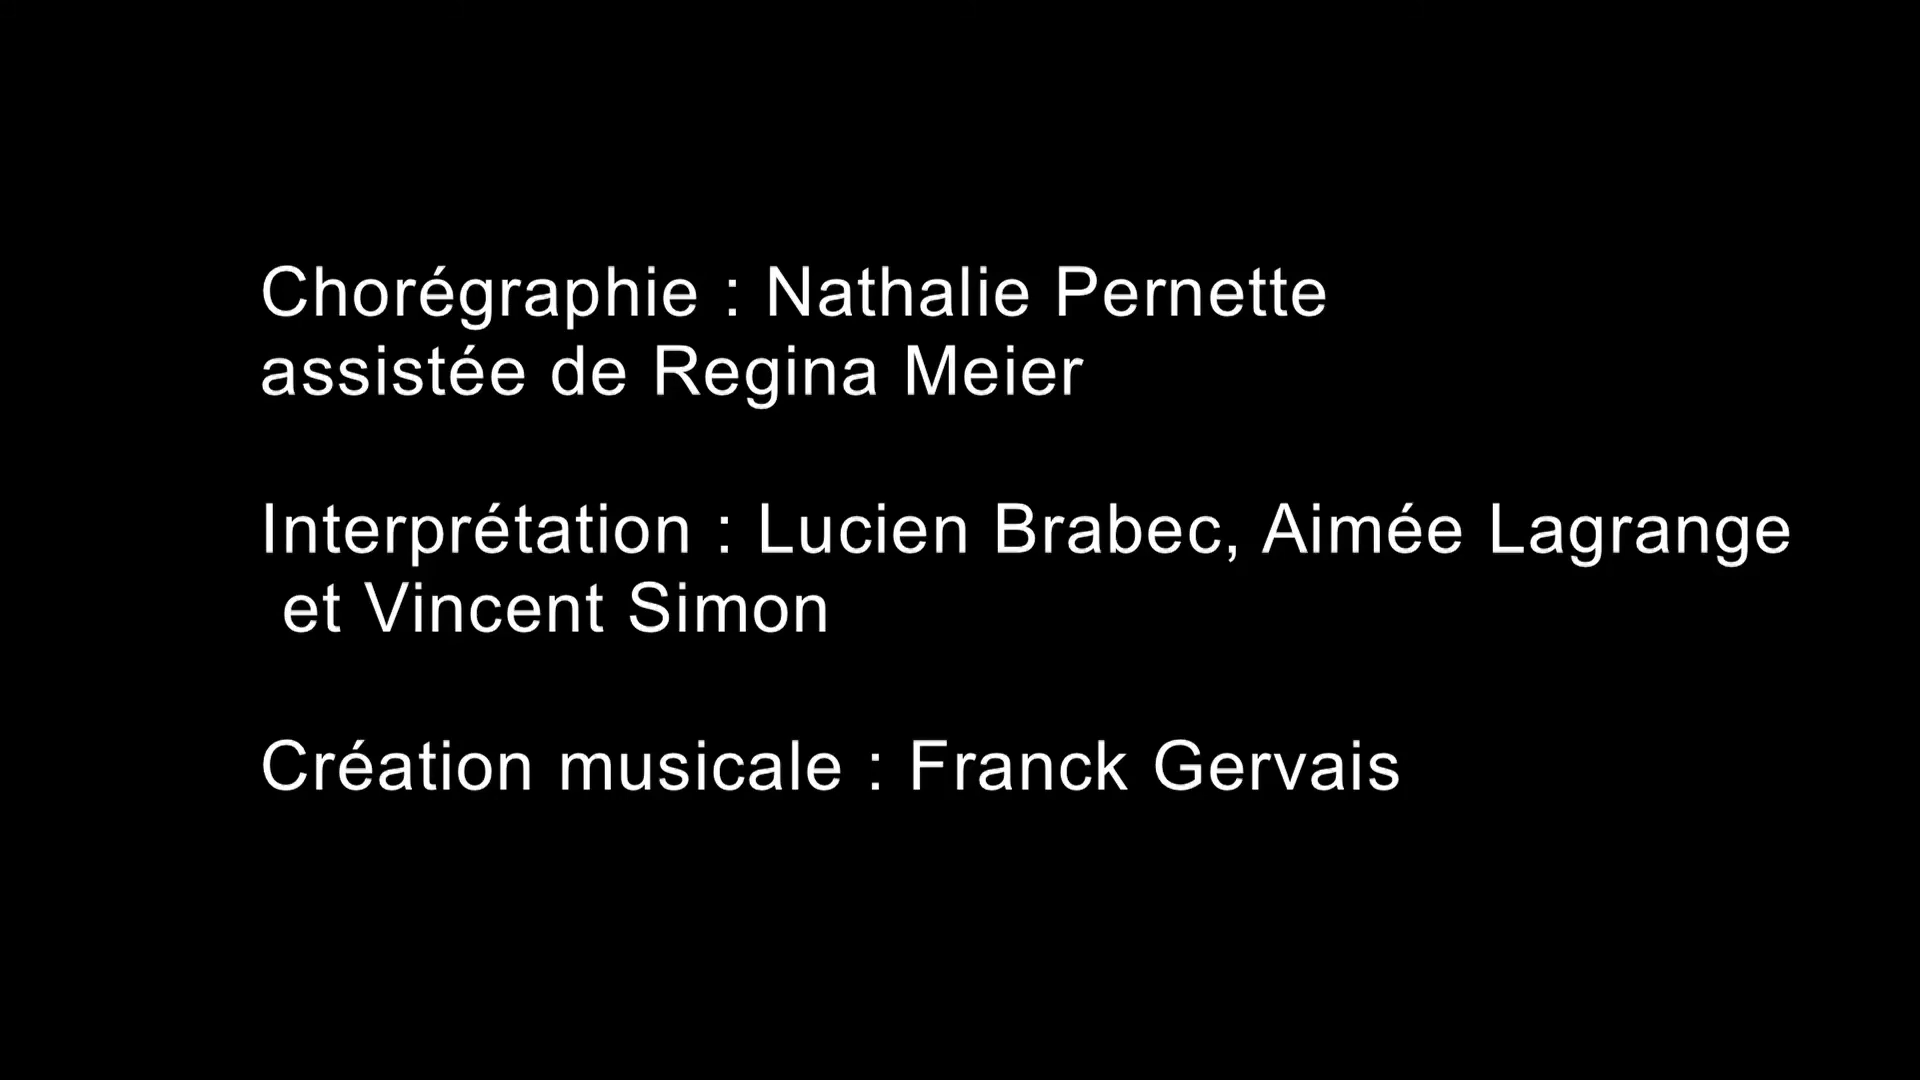 Chorégraphie : Nathalie Pernette
assistée de Regina Meier
Interprétation : Lucien Brabec, Aimée Lagrange
et Vincent Simon
Création musicale : Franck Gervais